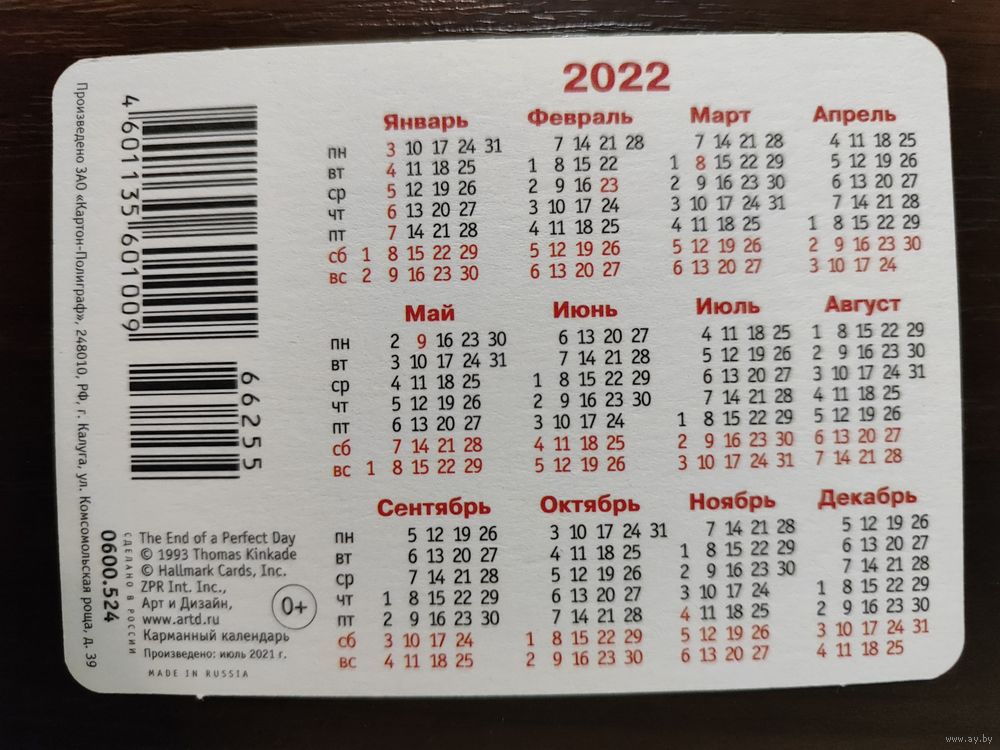 Произведено ЗАО «Картон-Полиграф», 248010, РФ, г. Калуга, ул. Комсомольская роща, д. 39
4 601135 601009
66255
0600.524
СДЕЛАНО В РОССИИ
The End of a Perfect Day
© 1993 Thomas Kinkade
© Hallmark Cards, Inc.
ZPR Int. Inc.,
Арт и Дизайн,
www.artd.ru
Карманный календарь
Произведено: июль 2021 г.
MADE IN RUSSIA
0+
2022
Январь Февраль Март Апрель
пн 3 10 17 24 31 7 14 21 28 7 14 21 28 4 11 18 25
вт 4 11 18 25 1 8 15 22 1 8 15 22 29 5 12 19 26
ср 5 12 19 26 2 9 16 23 2 9 16 23 30 6 13 20 27
чт 6 13 20 27 3 10 17 24 3 10 17 24 31 7 14 21 28
пт 7 14 21 28 4 11 18 25 4 11 18 25 1 8 15 22 29
сб 1 8 15 22 29 5 12 19 26 5 12 19 26 2 9 16 23 30
вс 2 9 16 23 30 6 13 20 27 6 13 20 27 3 10 17 24
Май Июнь Июль Август
пн 2 9 16 23 30 6 13 20 27 4 11 18 25 1 8 15 22 29
вт 3 10 17 24 31 7 14 21 28 5 12 19 26 2 9 16 23 30
ср 4 11 18 25 1 8 15 22 29 6 13 20 27 3 10 17 24 31
чт 5 12 19 26 2 9 16 23 30 7 14 21 28 4 11 18 25
пт 6 13 20 27 3 10 17 24 1 8 15 22 29 5 12 19 26
сб 7 14 21 28 4 11 18 25 2 9 16 23 30 6 13 20 27
вс 1 8 15 22 29 5 12 19 26 3 10 17 24 31 7 14 21 28
Сентябрь Октябрь Ноябрь Декабрь
пн 5 12 19 26 3 10 17 24 31 7 14 21 28 5 12 19 26
вт 6 13 20 27 4 11 18 25 1 8 15 22 29 6 13 20 27
ср 7 14 21 28 5 12 19 26 2 9 16 23 30 7 14 21 28
чт 1 8 15 22 29 6 13 20 27 3 10 17 24 1 8 15 22 29
пт 2 9 16 23 30 7 14 21 28 4 11 18 25 2 9 16 23 30
сб 3 10 17 24 1 8 15 22 29 5 12 19 26 3 10 17 24 31
вс 4 11 18 25 2 9 16 23 30 6 13 20 27 4 11 18 25
www.ay.by